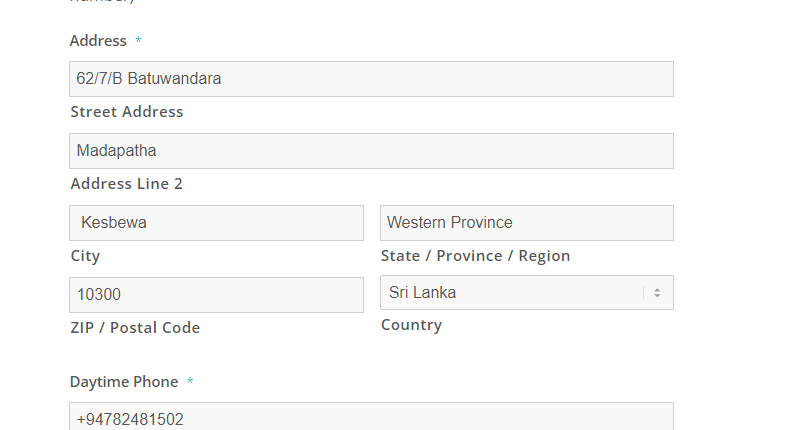 Address *
62/7/B Batuwandara
Street Address
Madapatha
Address Line 2
Kesbewa
Western Province
City
State / Province / Region
10300
Sri Lanka
ZIP / Postal Code
Country
Daytime Phone *
+94782481502